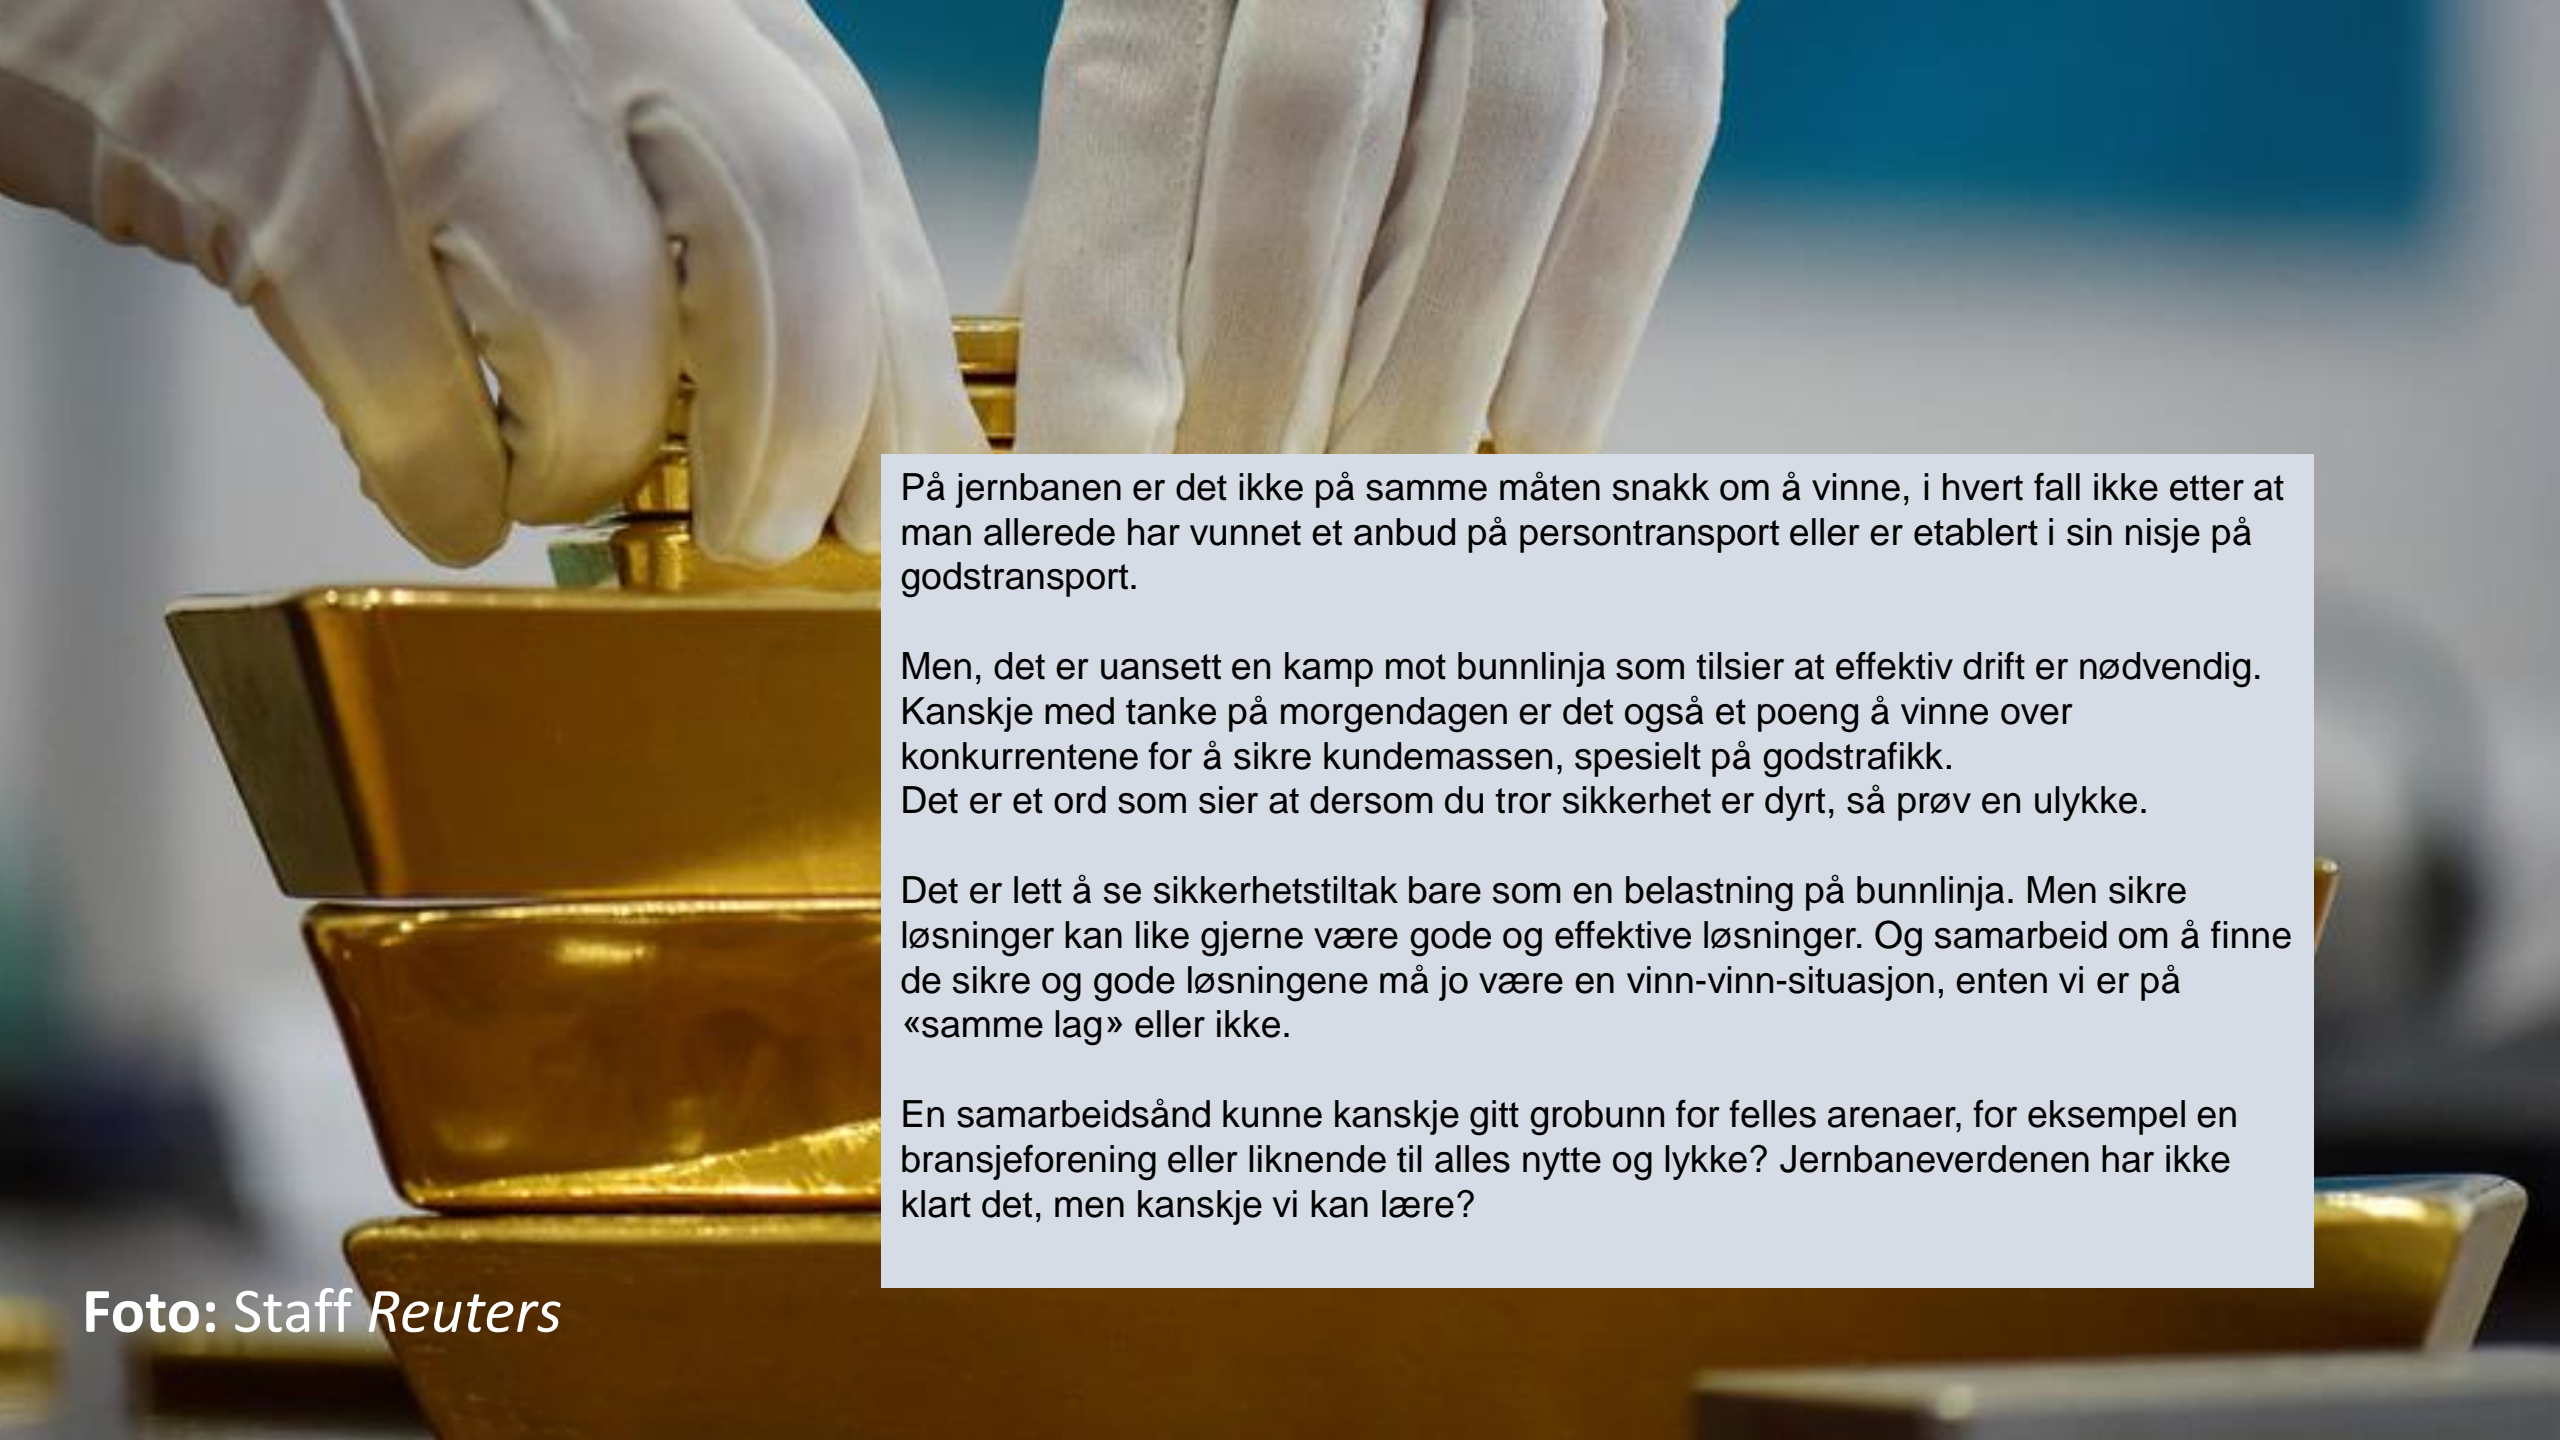 På jernbanen er det ikke på samme måten snakk om å vinne, i hvert fall ikke etter at
man allerede har vunnet et anbud på persontransport eller er etablert i sin nisje på
godstransport.
Men, det er uansett en kamp mot bunnlinja som tilsier at effektiv drift er nødvendig.
Kanskje med tanke på morgendagen er det også et poeng å vinne over
konkurrentene for å sikre kundemassen, spesielt på godstrafikk.
Det er et ord som sier at dersom du tror sikkerhet er dyrt, så prøv en ulykke.
Det er lett å se sikkerhetstiltak bare som en belastning på bunnlinja. Men sikre
løsninger kan like gjerne være gode og effektive løsninger. Og samarbeid om å finne
de sikre og gode løsningene må jo være en vinn-vinn-situasjon, enten vi er på
«samme lag» eller ikke.
En samarbeidsånd kunne kanskje gitt grobunn for felles arenaer, for eksempel en
bransjeforening eller liknende til alles nytte og lykke? Jernbaneverdenen har ikke
klart det, men kanskje vi kan lære?
Foto: Staff Reuters